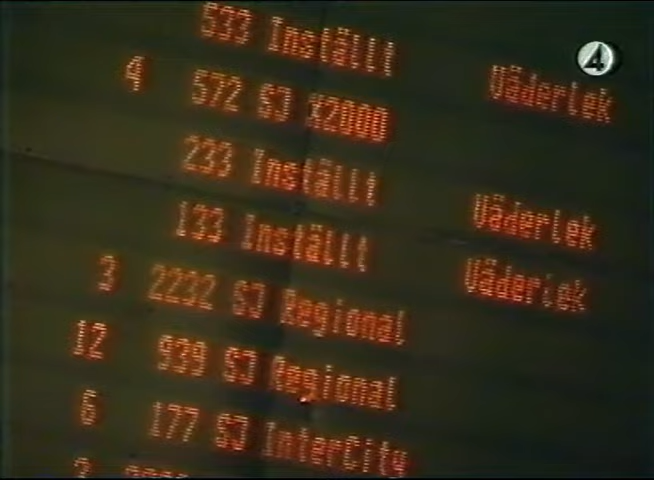 533 Inställt Väderlek
4
4 572 SJ X2000
233 Inställt Väderlek
133 Inställt Väderlek
3 2232 SJ Regional
12 939 SJ Regional
6 177 SJ InterCity